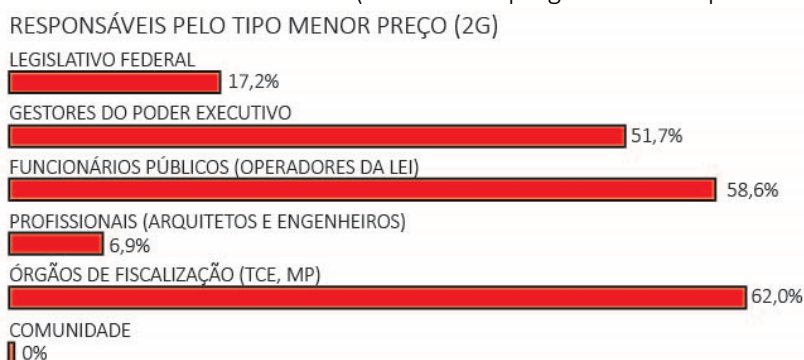 RESPONSÁVEIS PELO TIPO MENOR PREÇO (2G)
LEGISLATIVO FEDERAL
17,2%
GESTORES DO PODER EXECUTIVO
51,7%
FUNCIONÁRIOS PÚBLICOS (OPERADORES DA LEI)
58,6%
PROFISSIONAIS (ARQUITETOS E ENGENHEIROS)
6,9%
ÓRGÃOS DE FISCALIZAÇÃO (TCE, MP)
62,0%
COMUNIDADE
0%